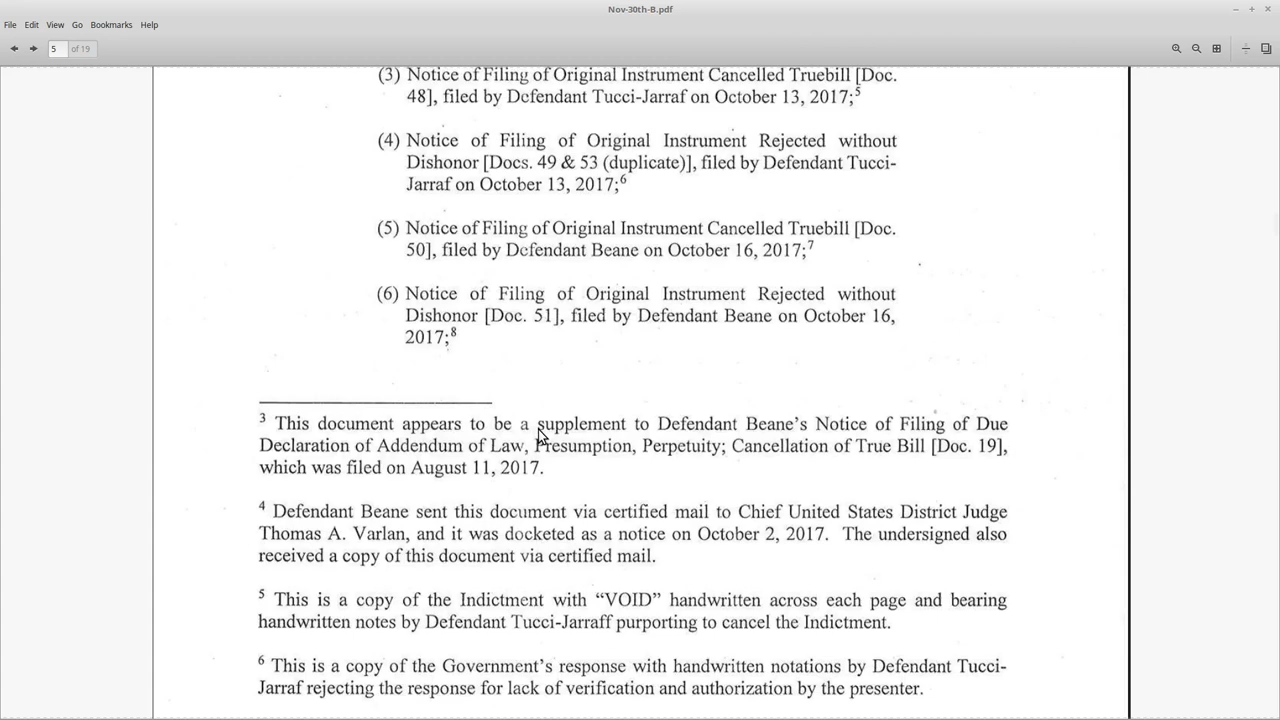 Nov-30th-B.pdf
File Edit View Go Bookmarks Help
5 of 19
(3) Notice of Filing of Original Instrument Cancelled Truebill [Doc.
48], filed by Defendant Tucci-Jarraf on October 13, 2017;5
(4) Notice of Filing of Original Instrument Rejected without
Dishonor [Docs. 49 & 53 (duplicate)], filed by Defendant Tucci-
Jarraf on October 13, 2017;6
(5) Notice of Filing of Original Instrument Cancelled Truebill [Doc.
50], filed by Defendant Beane on October 16, 2017;7
(6) Notice of Filing of Original Instrument Rejected without
Dishonor [Doc. 51], filed by Defendant Beane on October 16,
2017;8
3 This document appears to be a supplement to Defendant Beane's Notice of Filing of Due
Declaration of Addendum of Law, Presumption, Perpetuity; Cancellation of True Bill [Doc. 19],
which was filed on August 11, 2017.
4 Defendant Beane sent this document via certified mail to Chief United States District Judge
Thomas A. Varlan, and it was docketed as a notice on October 2, 2017. The undersigned also
received a copy of this document via certified mail.
5 This is a copy of the Indictment with “VOID” handwritten across each page and bearing
handwritten notes by Defendant Tucci-Jarraff purporting to cancel the Indictment.
6 This is a copy of the Government's response with handwritten notations by Defendant Tucci-
Jarraf rejecting the response for lack of verification and authorization by the presenter.